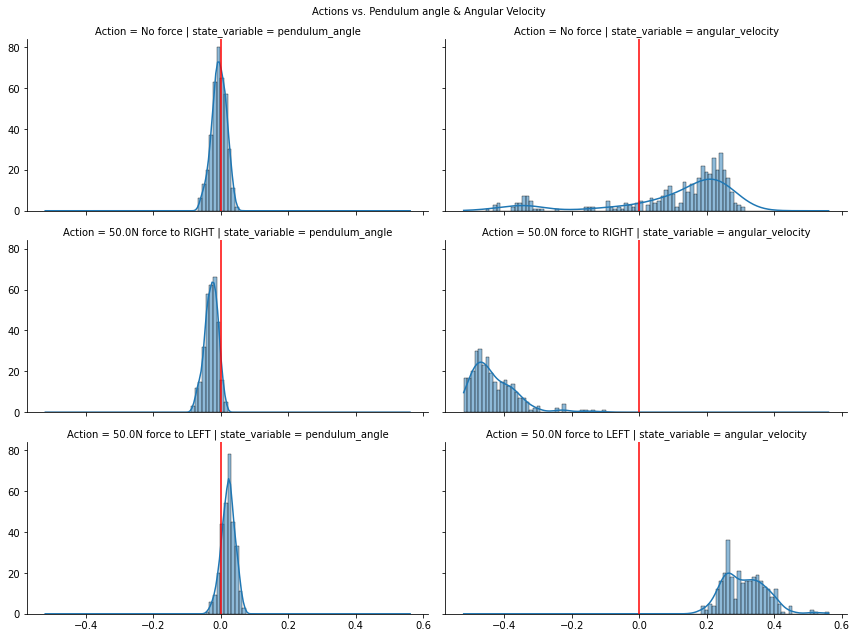 Actions vs. Pendulum angle & Angular Velocity
Action = No force | state_variable = pendulum_angle
Action = No force | state_variable = angular_velocity
80
60
40
20
0
Action = 50.0N force to RIGHT | state_variable = pendulum_angle
Action = 50.0N force to RIGHT | state_variable = angular_velocity
80
60
40
20
0
Action = 50.0N force to LEFT | state_variable = pendulum_angle
Action = 50.0N force to LEFT | state_variable = angular_velocity
80
60
40
20
0
−0.4 −0.2 0.0 0.2 0.4 0.6
−0.4 −0.2 0.0 0.2 0.4 0.6